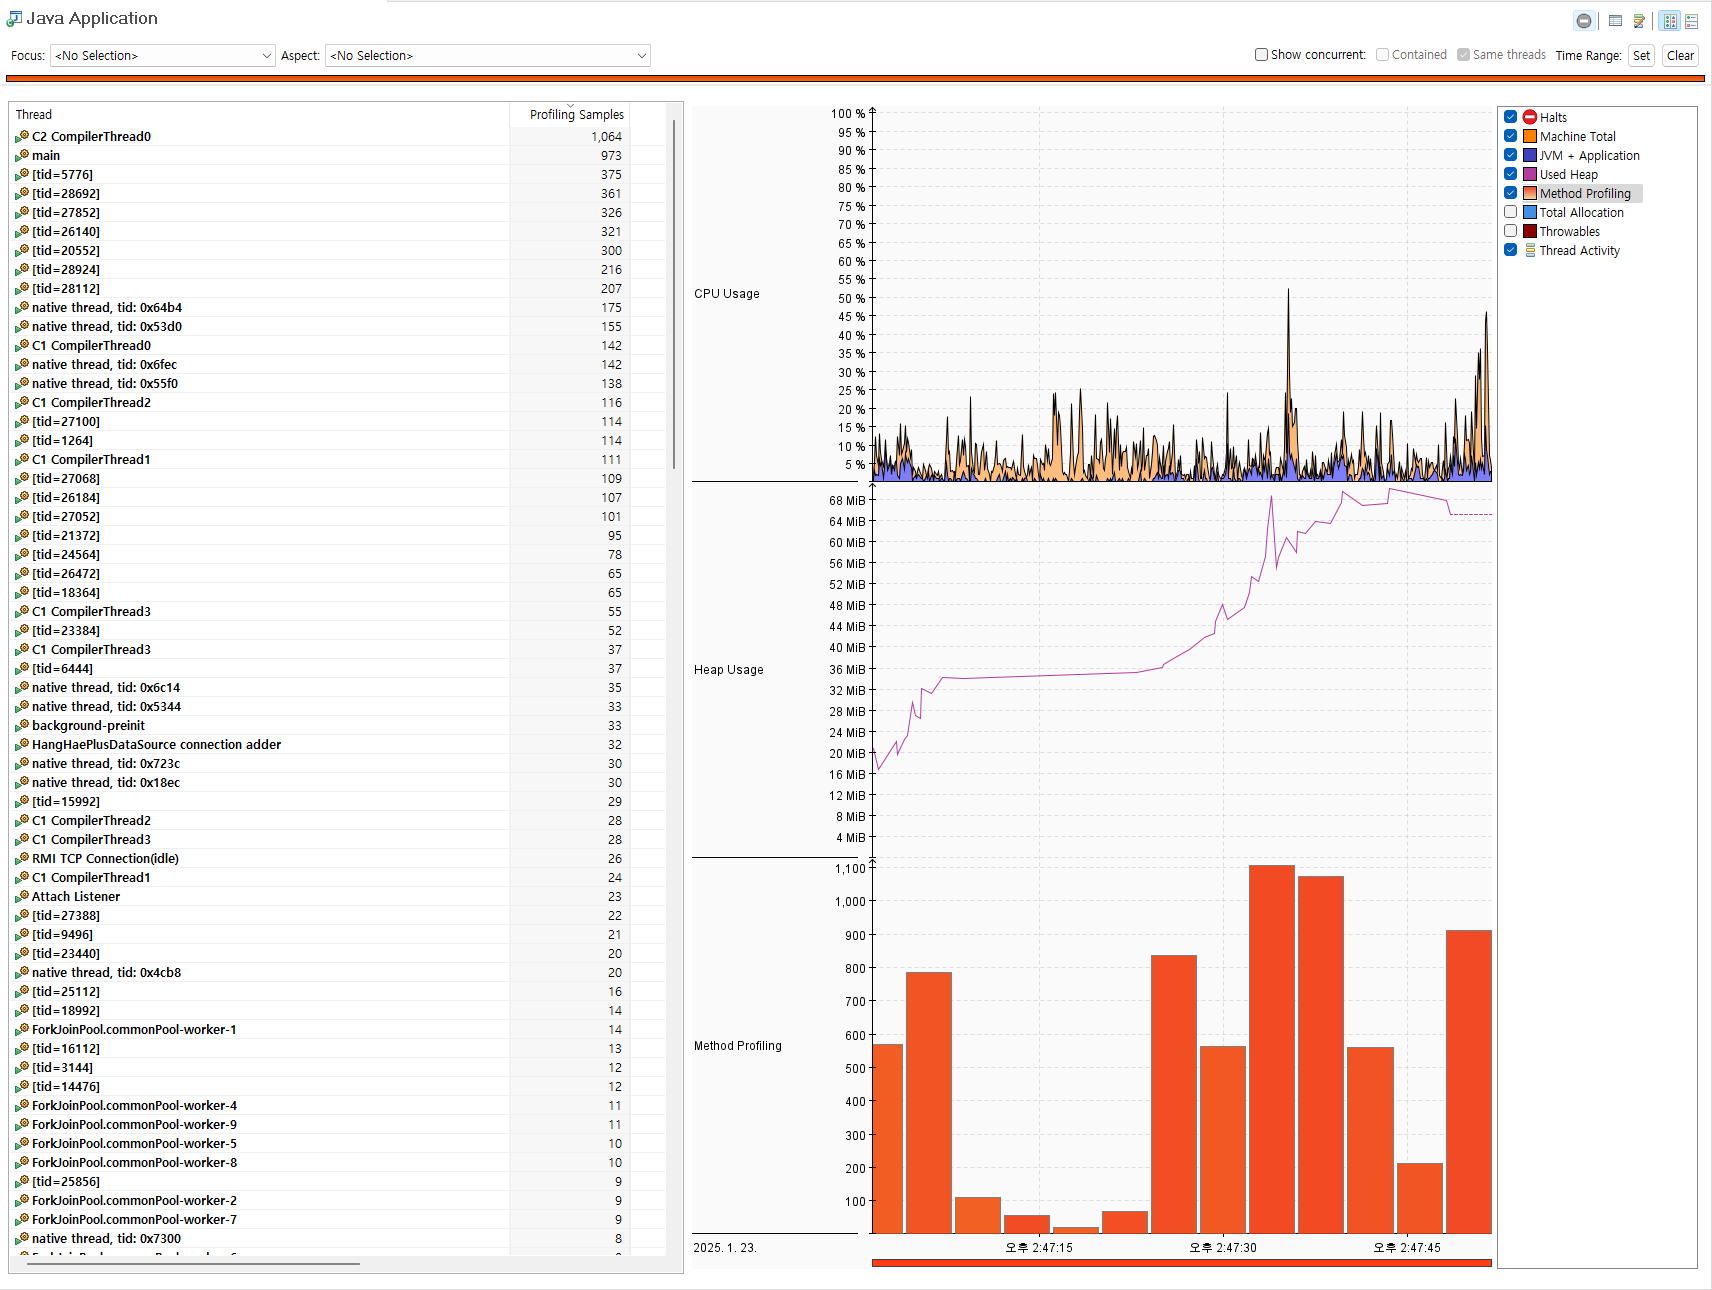 Java Application
Focus: <No Selection> Aspect: <No Selection> Show concurrent: Contained Same threads Time Range: Set Clear
Thread Profiling Samples
C2 CompilerThread0 1,064
main 973
[tid=5776] 375
[tid=28692] 361
[tid=27852] 326
[tid=26140] 321
[tid=20552] 300
[tid=28924] 216
[tid=28112] 207
native thread, tid: 0x64b4 175
native thread, tid: 0x53d0 155
C1 CompilerThread0 142
native thread, tid: 0x6fec 142
native thread, tid: 0x55f0 138
C1 CompilerThread2 116
[tid=27100] 114
[tid=1264] 114
C1 CompilerThread1 111
[tid=27068] 109
[tid=26184] 107
[tid=27052] 101
[tid=21372] 95
[tid=24564] 78
[tid=26472] 65
[tid=18364] 65
C1 CompilerThread3 55
[tid=23384] 52
C1 CompilerThread3 37
[tid=6444] 37
native thread, tid: 0x6c14 35
native thread, tid: 0x5344 33
background-preinit 33
HangHaePlusDataSource connection adder 32
native thread, tid: 0x723c 30
native thread, tid: 0x18ec 30
[tid=15992] 29
C1 CompilerThread2 28
C1 CompilerThread3 28
RMI TCP Connection(idle) 26
C1 CompilerThread1 24
Attach Listener 23
[tid=27388] 22
[tid=9496] 21
[tid=23440] 20
native thread, tid: 0x4cb8 20
[tid=25112] 16
[tid=18992] 14
ForkJoinPool.commonPool-worker-1 14
[tid=16112] 13
[tid=3144] 12
[tid=14476] 12
ForkJoinPool.commonPool-worker-4 11
ForkJoinPool.commonPool-worker-9 11
ForkJoinPool.commonPool-worker-5 10
ForkJoinPool.commonPool-worker-8 10
[tid=25856] 9
ForkJoinPool.commonPool-worker-2 9
ForkJoinPool.commonPool-worker-7 9
native thread, tid: 0x7300 8
100 %
95 %
90 %
85 %
80 %
75 %
70 %
65 %
60 %
55 %
CPU Usage
50 %
45 %
40 %
35 %
30 %
25 %
20 %
15 %
10 %
5 %
68 MiB
64 MiB
60 MiB
56 MiB
52 MiB
48 MiB
44 MiB
40 MiB
Heap Usage
36 MiB
32 MiB
28 MiB
24 MiB
20 MiB
16 MiB
12 MiB
8 MiB
4 MiB
1,100
1,000
900
800
700
600
Method Profiling
500
400
300
200
100
2025. 1. 23. 오후 2:47:15 오후 2:47:30 오후 2:47:45
Halts
Machine Total
JVM + Application
Used Heap
Method Profiling
Total Allocation
Throwables
Thread Activity